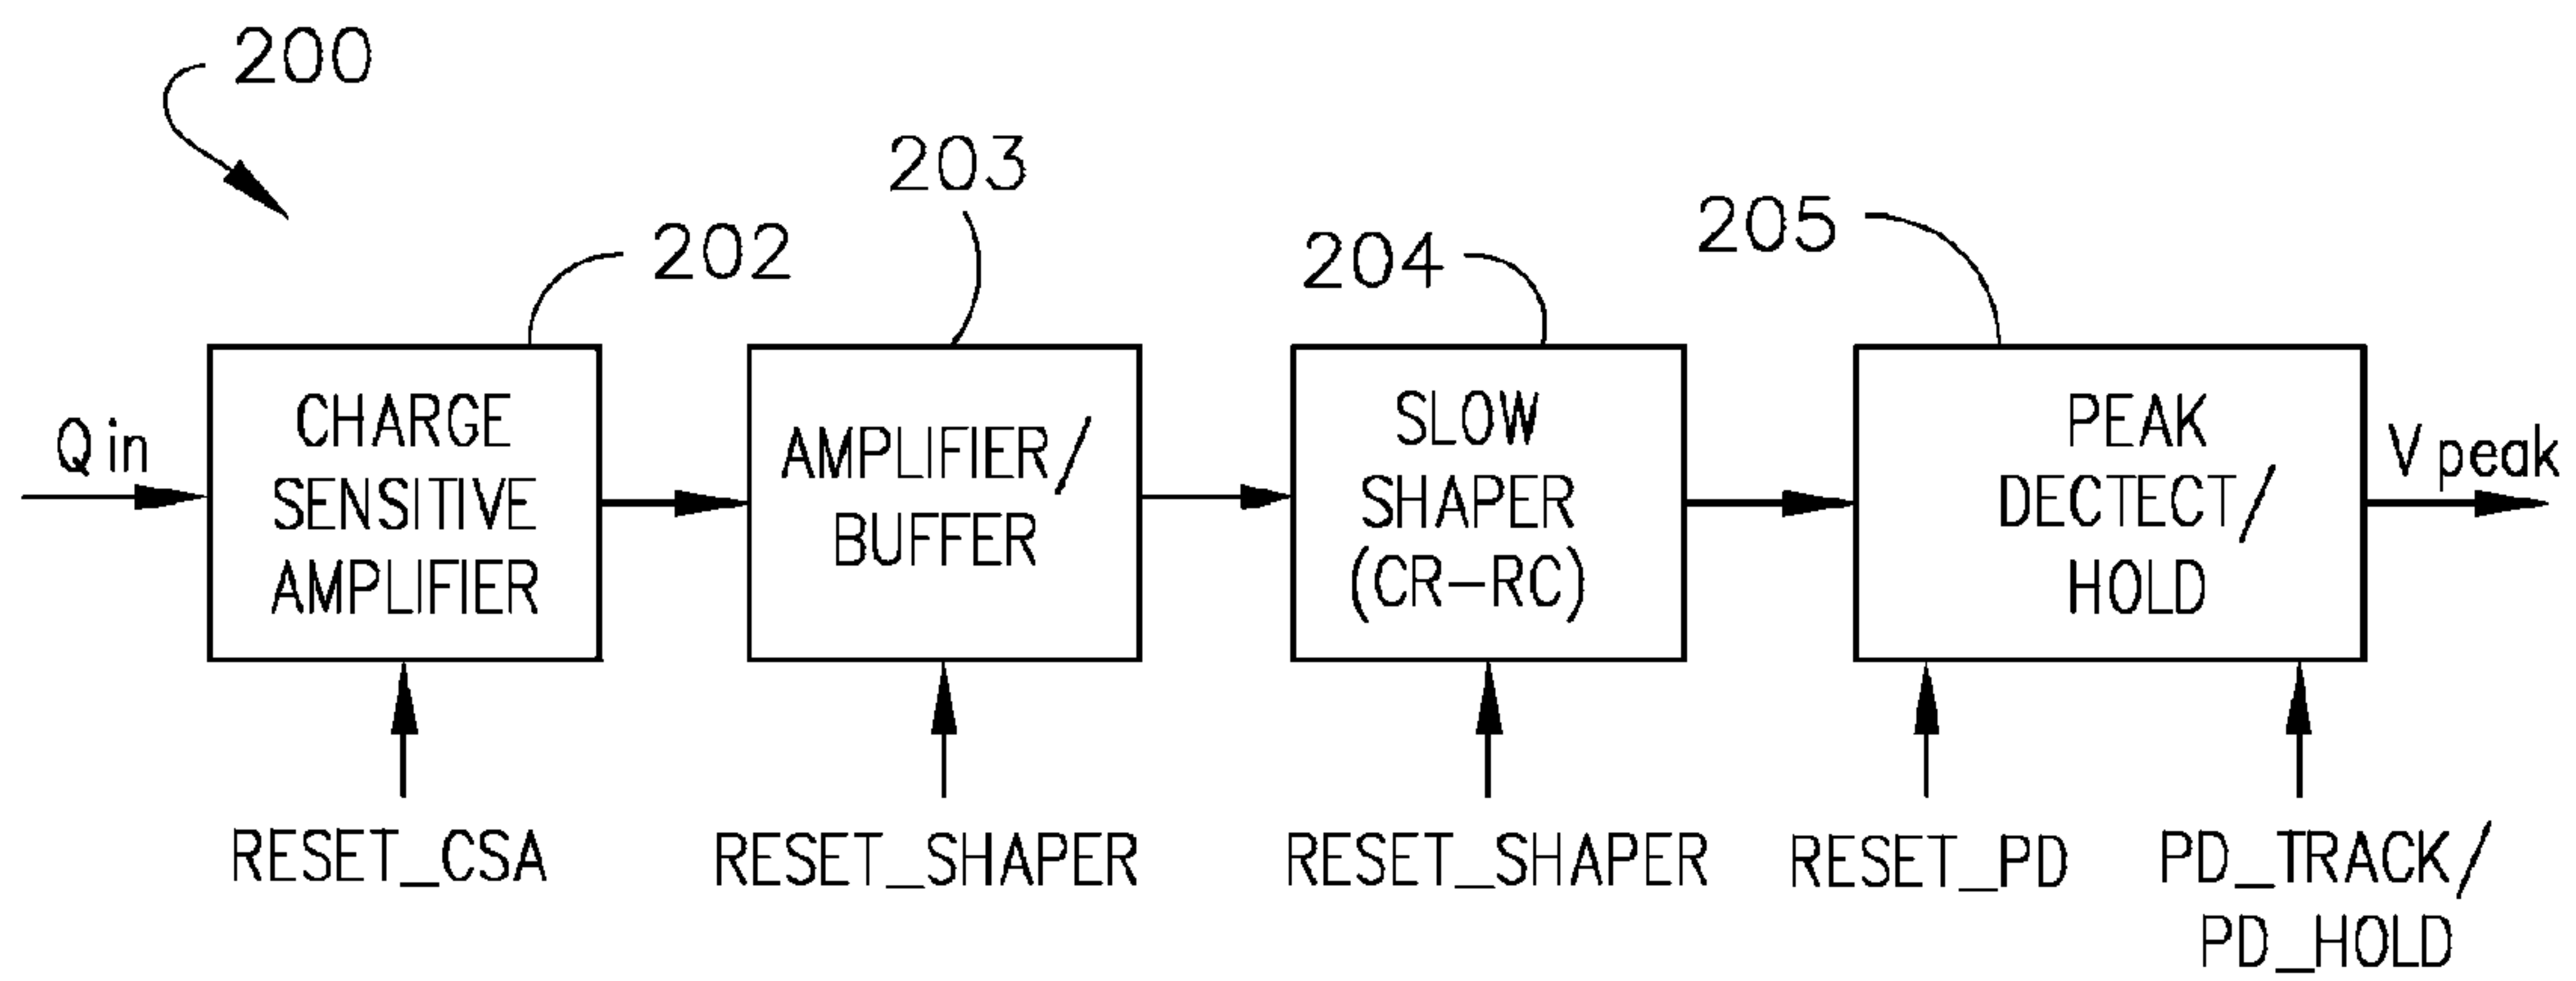 200
203
202
204
205
Q in
CHARGE
SENSITIVE
AMPLIFIER
AMPLIFIER/
BUFFER
SLOW
SHAPER
(CR-RC)
PEAK
DECTECT/
HOLD
V peak
RESET_CSA
RESET_SHAPER
RESET_SHAPER
RESET_PD
PD_TRACK/
PD_HOLD